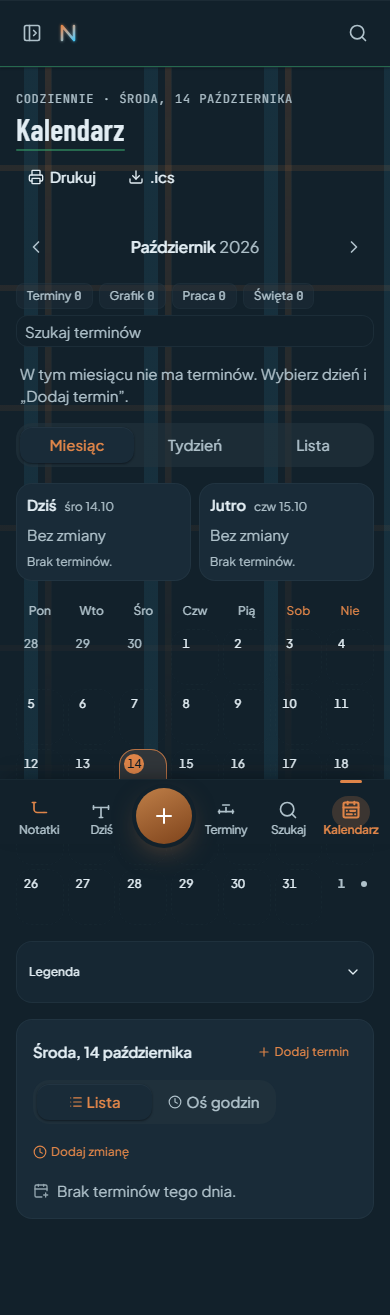 N
CODZIENNIE · ŚRODA, 14 PAŹDZIERNIKA
Kalendarz
Drukuj .ics
Październik 2026
Terminy 0 Grafik 0 Praca 0 Święta 0
Szukaj terminów
W tym miesiącu nie ma terminów. Wybierz dzień i
„Dodaj termin”.
Miesiąc Tydzień Lista
Dziś śro 14.10 Jutro czw 15.10
Bez zmiany Bez zmiany
Brak terminów. Brak terminów.
Pon Wto Śro Czw Pią Sob Nie
28 29 30 1 2 3 4
5 6 7 8 9 10 11
12 13 14 15 16 17 18
Notatki Dziś Terminy Szukaj Kalendarz
26 27 28 29 30 31 1
Legenda
Środa, 14 października + Dodaj termin
Lista Oś godzin
Dodaj zmianę
Brak terminów tego dnia.